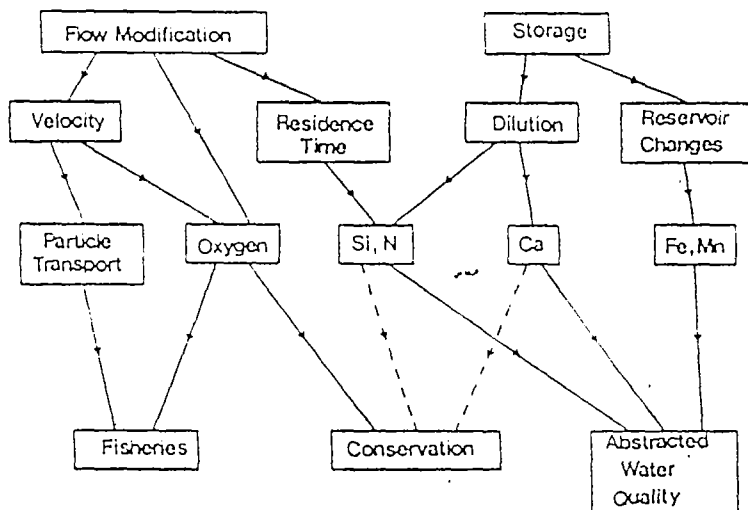 Flow Modification
Storage
Velocity
Residence
Time
Dilution
Reservoir
Changes
Particle
Transport
Oxygen
Si, N
Ca
Fe, Mn
Fisheries
Conservation
Abstracted
Water
Quality